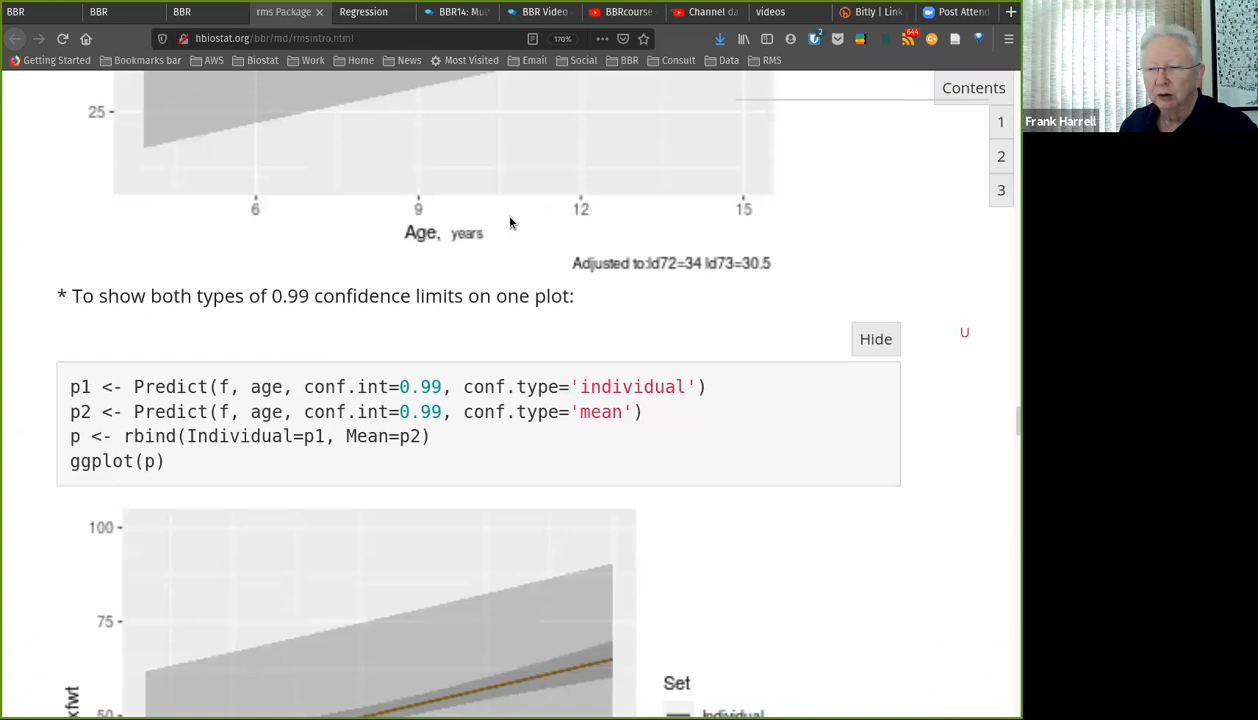 BBR
BBR
BBR
rms Package
Regression
BBR14: Mul
BBR Video
BBRcourse
Channel da
videos
Bitly | Link
Post Attend
hbiostat.org/bbr/md/rmsintro.html
170%
2
644
Getting Started
Bookmarks bar
AWS
Biostat
Work
Home
News
Most Visited
Email
Social
BBR
Consult
Data
RMS
Contents
1
2
3
25
6
9
12
15
Age, years
Adjusted to:ld72=34 ld73=30.5
* To show both types of 0.99 confidence limits on one plot:
Hide
U
p1 <- Predict(f, age, conf.int=0.99, conf.type='individual')
p2 <- Predict(f, age, conf.int=0.99, conf.type='mean')
p <- rbind(Individual=p1, Mean=p2)
ggplot(p)
100
75
50
xfwt
Set
Individual
Frank Harrell